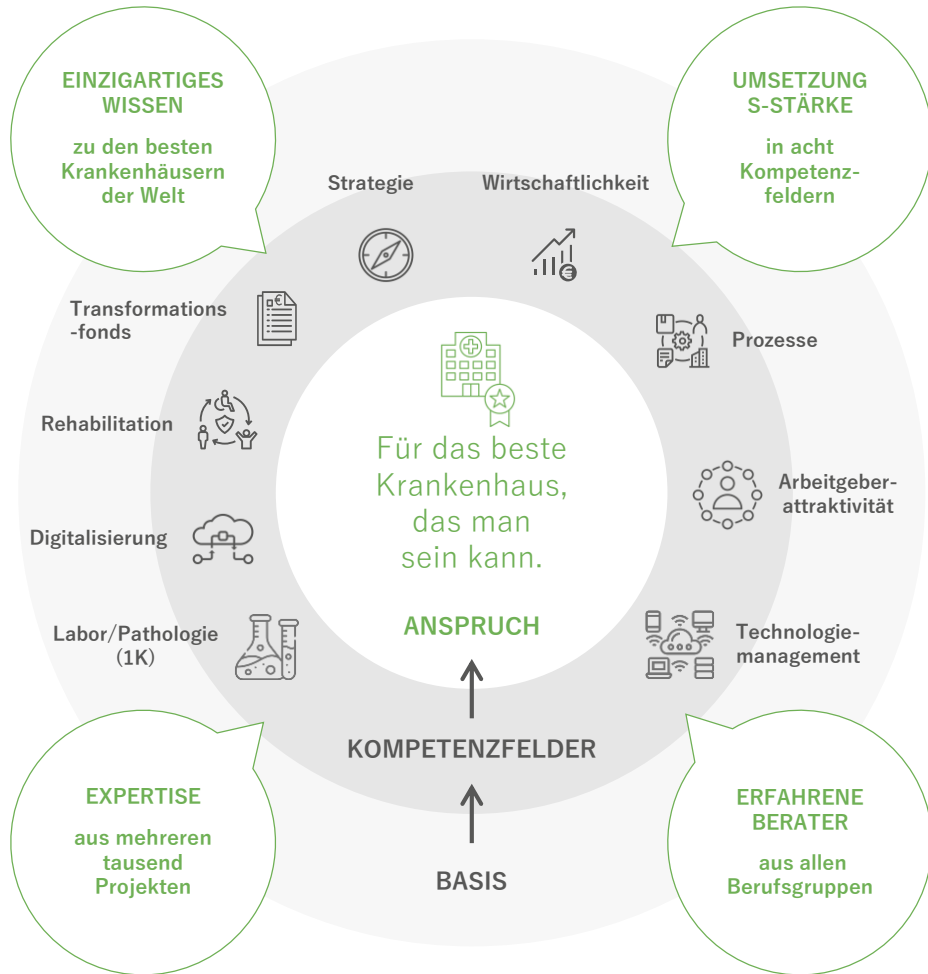 EINZIGARTIGES
WISSEN
zu den besten
Krankenhäusern
der Welt
UMSETZUNG
S-STÄRKE
in acht
Kompetenz-
feldern
Strategie
Wirtschaftlichkeit
Transformations
-fonds
Prozesse
Rehabilitation
Arbeitgeber-
attraktivität
Digitalisierung
Labor/Pathologie
(1K)
Technologie-
management
Für das beste
Krankenhaus,
das man
sein kann.
ANSPRUCH
KOMPETENZFELDER
BASIS
EXPERTISE
aus mehreren
tausend
Projekten
ERFAHRENE
BERATER
aus allen
Berufsgruppen